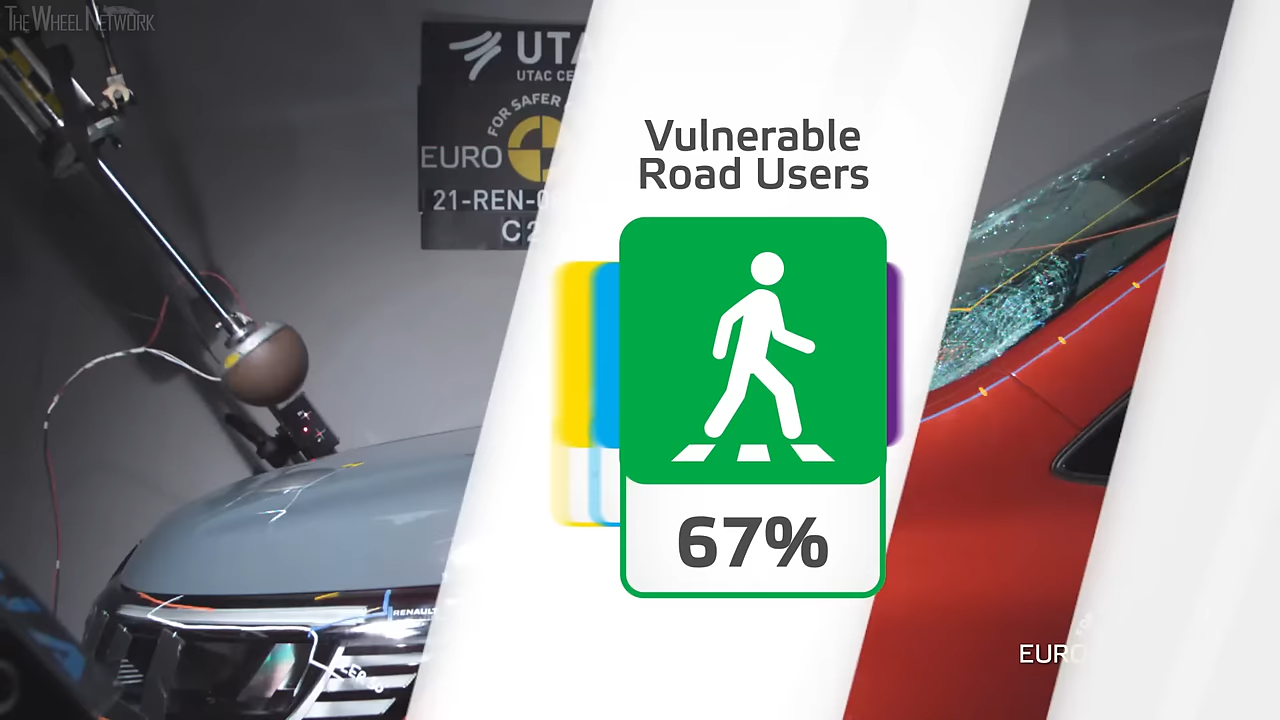 THE WHEEL NETWORK
UTA
UTAC CE
FOR SAFER
EURO
21-REN-0
C2
Vulnerable
Road Users
67%
RENAULT
EURO